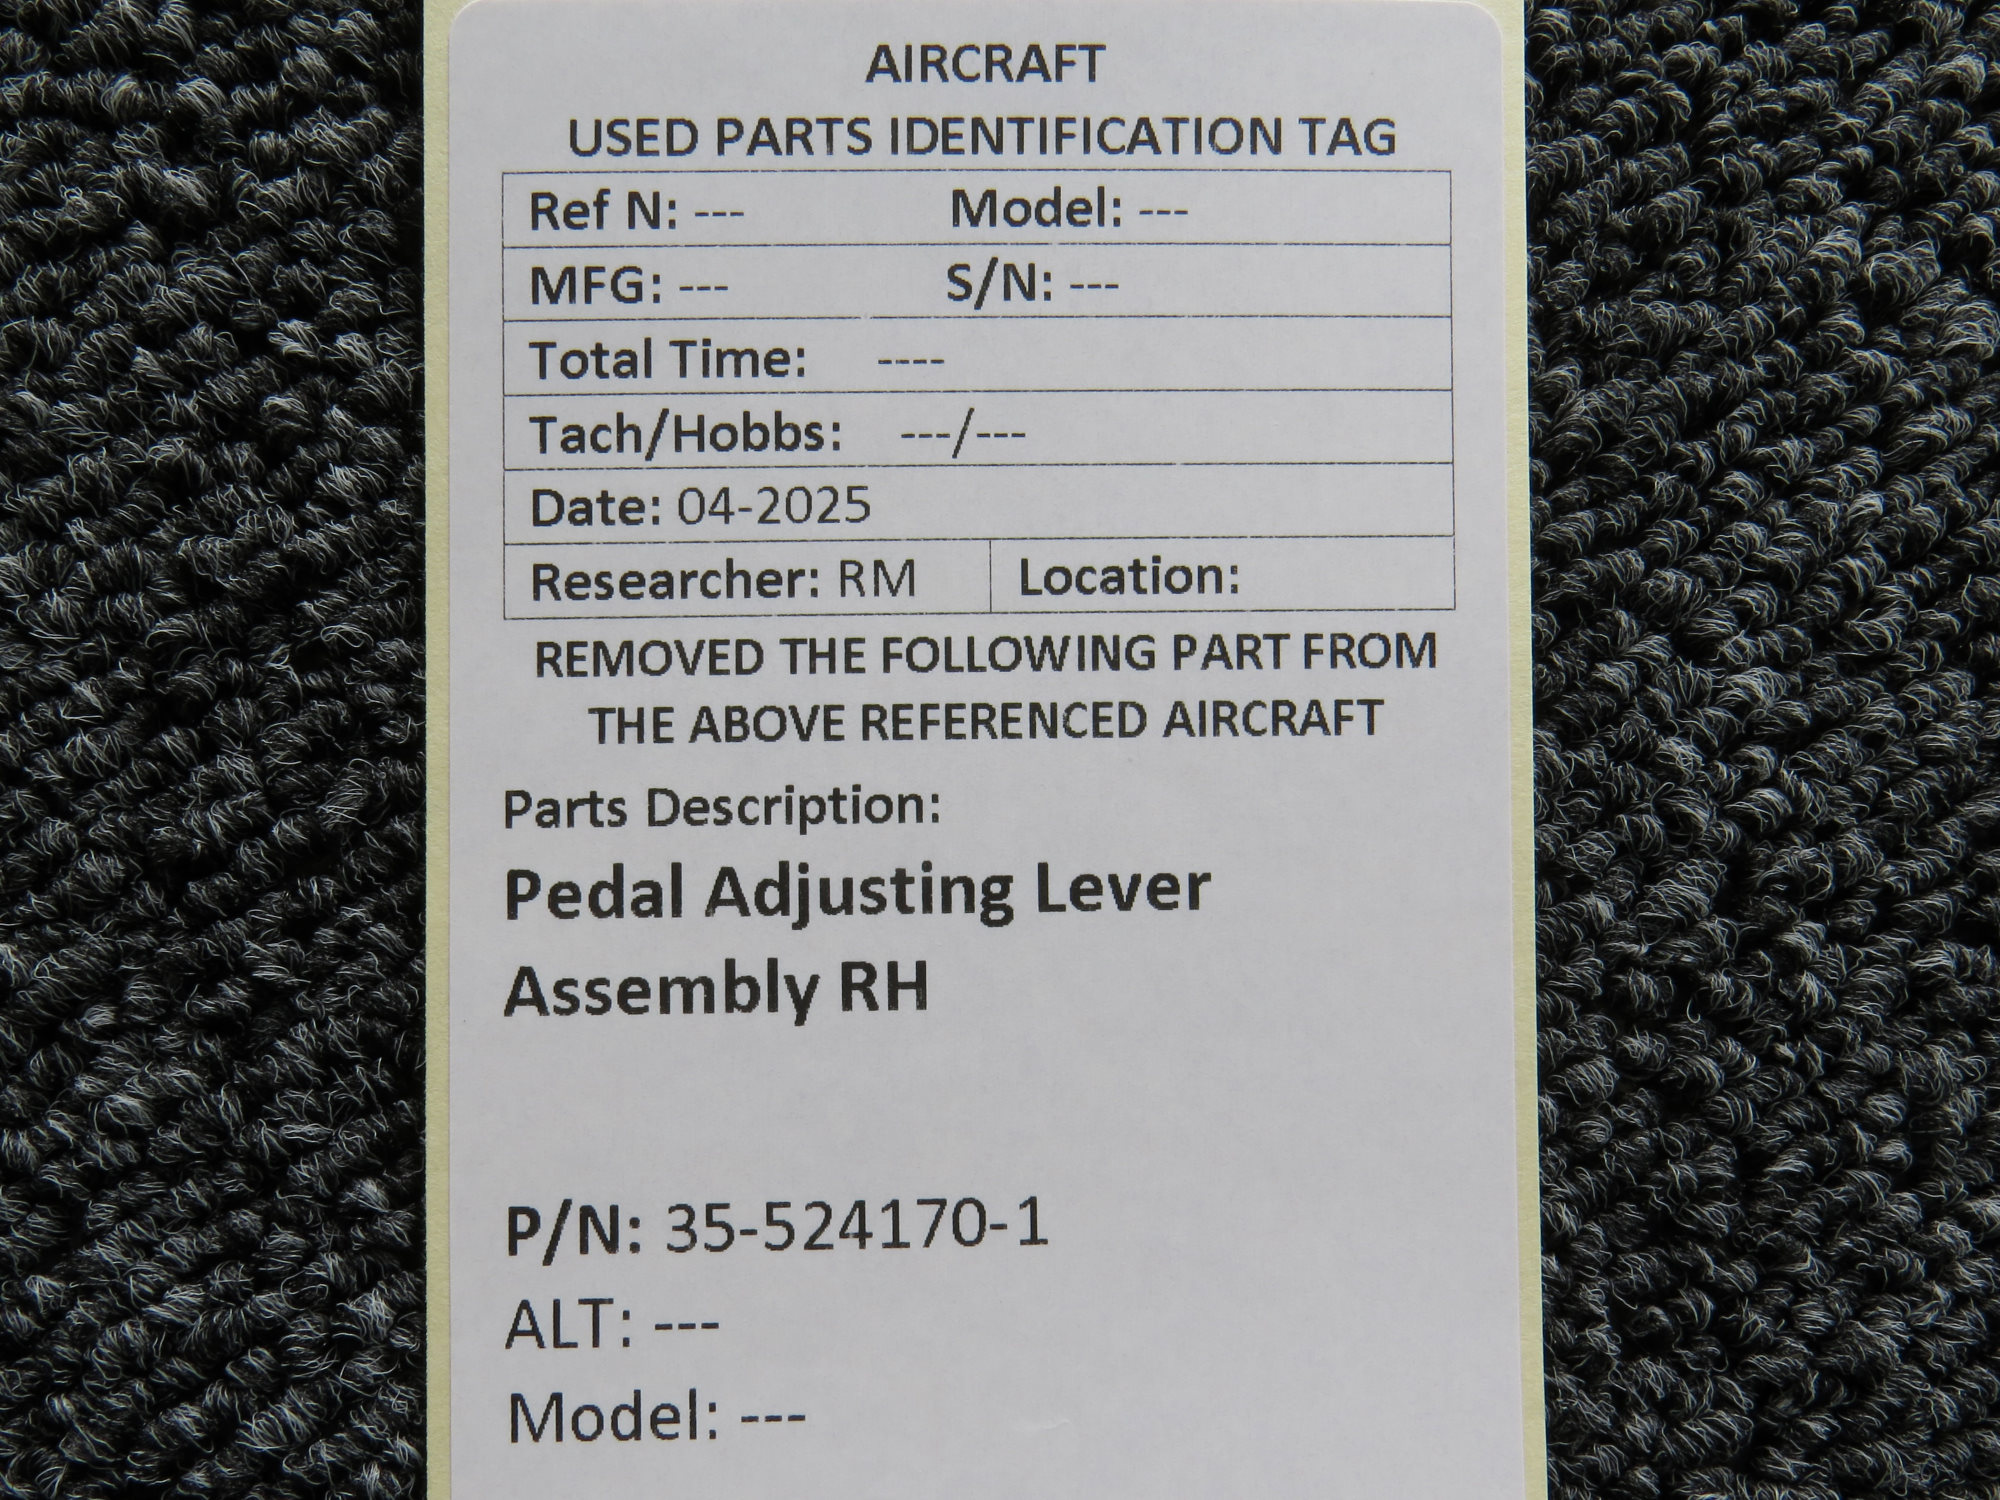 AIRCRAFT
USED PARTS IDENTIFICATION TAG
Ref N: --- Model: ---
MFG: --- S/N: ---
Total Time: ----
Tach/Hobbs: ---/---
Date: 04-2025
Researcher: RM Location:
REMOVED THE FOLLOWING PART FROM
THE ABOVE REFERENCED AIRCRAFT
Parts Description:
Pedal Adjusting Lever
Assembly RH
P/N: 35-524170-1
ALT: ---
Model: ---